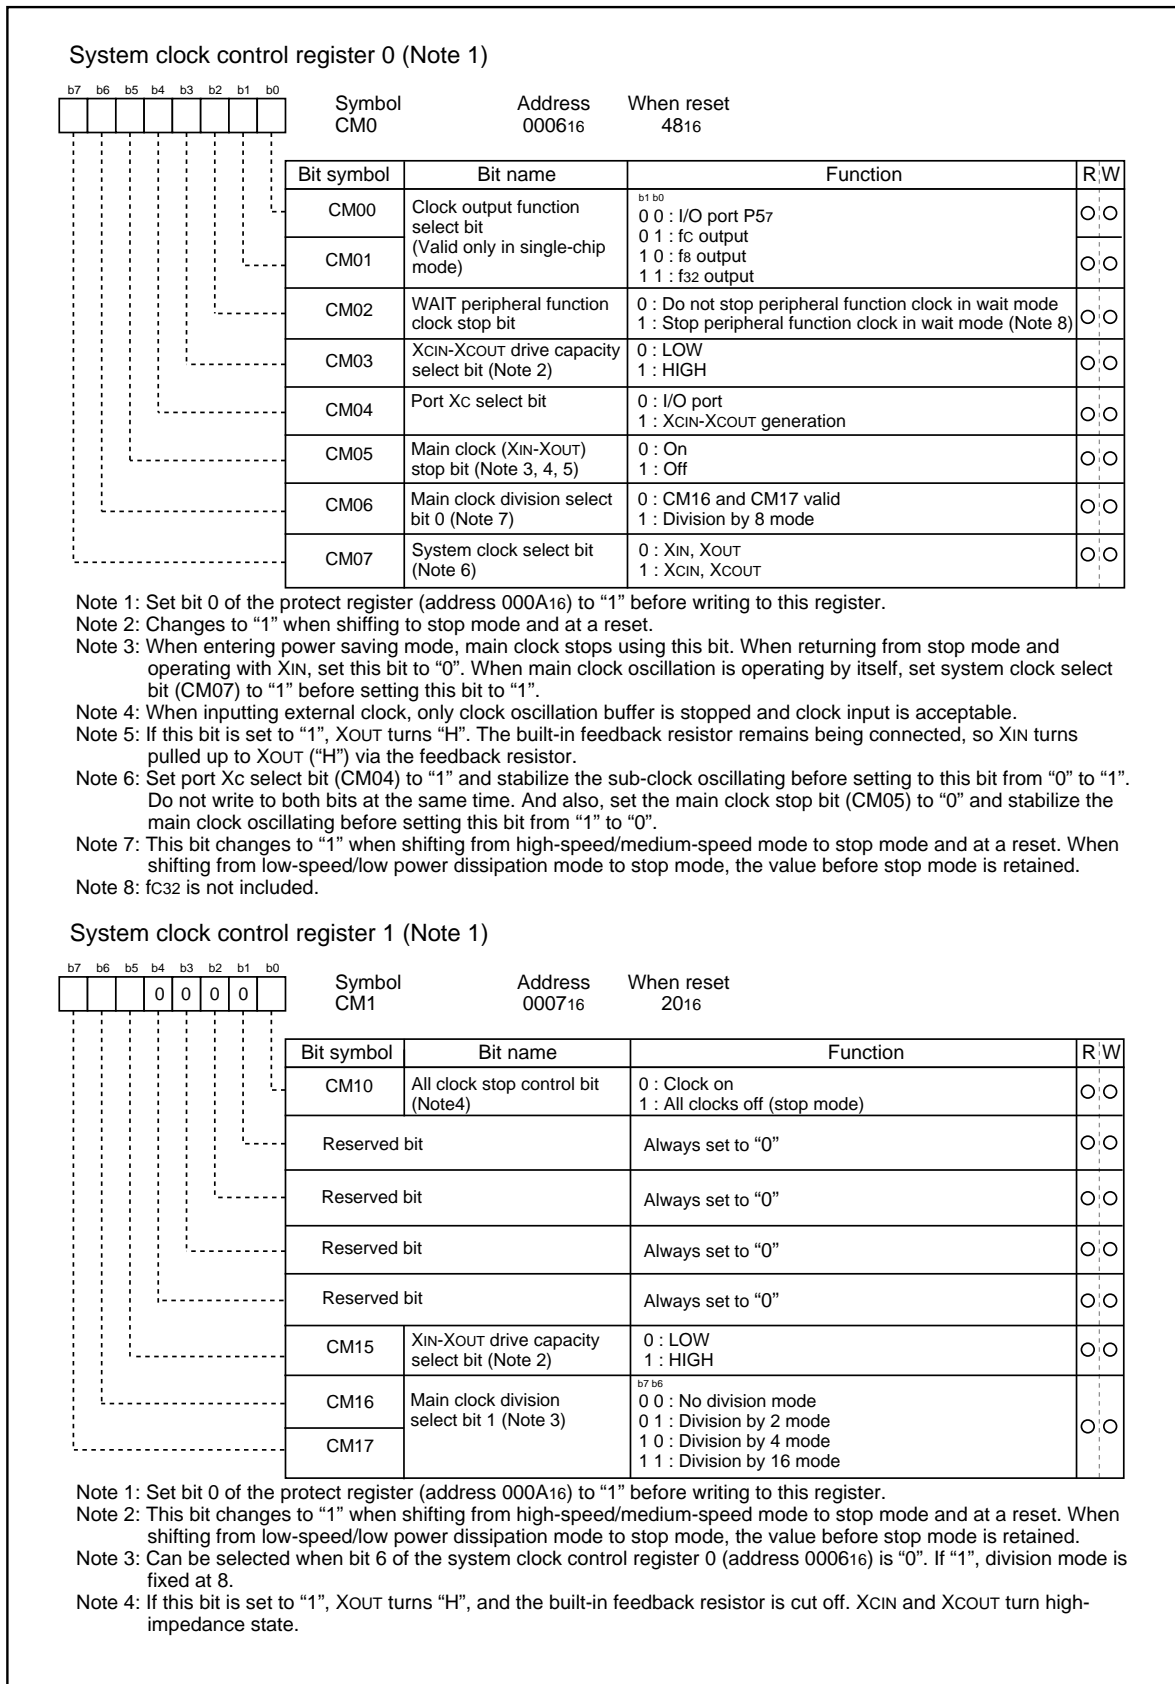 System clock control register 0 (Note 1)
b7 b6 b5 b4 b3 b2 b1 b0
Symbol Address When reset
CM0 000616 4816
Bit symbol Bit name Function R W
CM00 Clock output function
select bit
(Valid only in single-chip
mode)
b1 b0
0 0 : I/O port P57
0 1 : fC output
1 0 : f8 output
1 1 : f32 output
CM01
CM02 WAIT peripheral function
clock stop bit
0 : Do not stop peripheral function clock in wait mode
1 : Stop peripheral function clock in wait mode (Note 8)
CM03 XCIN-XCOUT drive capacity
select bit (Note 2)
0 : LOW
1 : HIGH
CM04 Port XC select bit
0 : I/O port
1 : XCIN-XCOUT generation
CM05 Main clock (XIN-XOUT)
stop bit (Note 3, 4, 5)
0 : On
1 : Off
CM06 Main clock division select
bit 0 (Note 7)
0 : CM16 and CM17 valid
1 : Division by 8 mode
CM07 System clock select bit
(Note 6)
0 : XIN, XOUT
1 : XCIN, XCOUT
Note 1: Set bit 0 of the protect register (address 000A16) to “1” before writing to this register.
Note 2: Changes to “1” when shiffing to stop mode and at a reset.
Note 3: When entering power saving mode, main clock stops using this bit. When returning from stop mode and
operating with XIN, set this bit to “0”. When main clock oscillation is operating by itself, set system clock select
bit (CM07) to “1” before setting this bit to “1”.
Note 4: When inputting external clock, only clock oscillation buffer is stopped and clock input is acceptable.
Note 5: If this bit is set to “1”, XOUT turns “H”. The built-in feedback resistor remains being connected, so XIN turns
pulled up to XOUT (“H”) via the feedback resistor.
Note 6: Set port Xc select bit (CM04) to “1” and stabilize the sub-clock oscillating before setting to this bit from “0” to “1”.
Do not write to both bits at the same time. And also, set the main clock stop bit (CM05) to “0” and stabilize the
main clock oscillating before setting this bit from “1” to “0”.
Note 7: This bit changes to “1” when shifting from high-speed/medium-speed mode to stop mode and at a reset. When
shifting from low-speed/low power dissipation mode to stop mode, the value before stop mode is retained.
Note 8: fC32 is not included.
System clock control register 1 (Note 1)
b7 b6 b5 b4 b3 b2 b1 b0
0 0 0 0
Symbol Address When reset
CM1 000716 2016
Bit symbol Bit name Function R W
CM10 All clock stop control bit
(Note4)
0 : Clock on
1 : All clocks off (stop mode)
Reserved bit Always set to “0”
Reserved bit Always set to “0”
Reserved bit Always set to “0”
Reserved bit Always set to “0”
CM15 XIN-XOUT drive capacity
select bit (Note 2)
0 : LOW
1 : HIGH
CM16 Main clock division
select bit 1 (Note 3)
b7 b6
0 0 : No division mode
0 1 : Division by 2 mode
1 0 : Division by 4 mode
1 1 : Division by 16 mode
CM17
Note 1: Set bit 0 of the protect register (address 000A16) to “1” before writing to this register.
Note 2: This bit changes to “1” when shifting from high-speed/medium-speed mode to stop mode and at a reset. When
shifting from low-speed/low power dissipation mode to stop mode, the value before stop mode is retained.
Note 3: Can be selected when bit 6 of the system clock control register 0 (address 000616) is “0”. If “1”, division mode is
fixed at 8.
Note 4: If this bit is set to “1”, XOUT turns “H”, and the built-in feedback resistor is cut off. XCIN and XCOUT turn high-
impedance state.